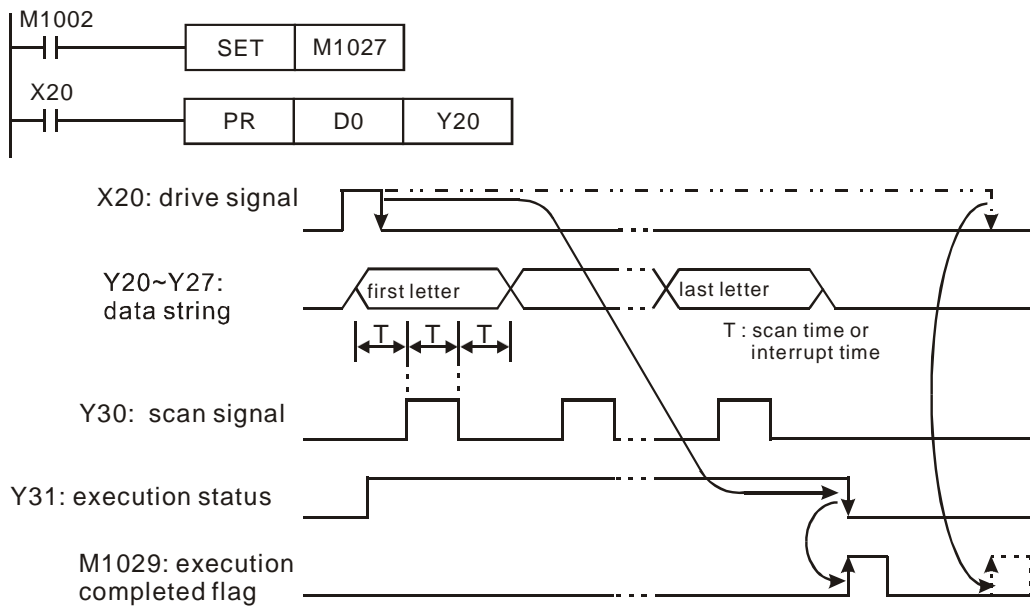 M1002
SET M1027
X20
PR D0 Y20
X20: drive signal
Y20~Y27:
data string
first letter
last letter
T T T
T : scan time or
interrupt time
Y30: scan signal
Y31: execution status
M1029: execution
completed flag